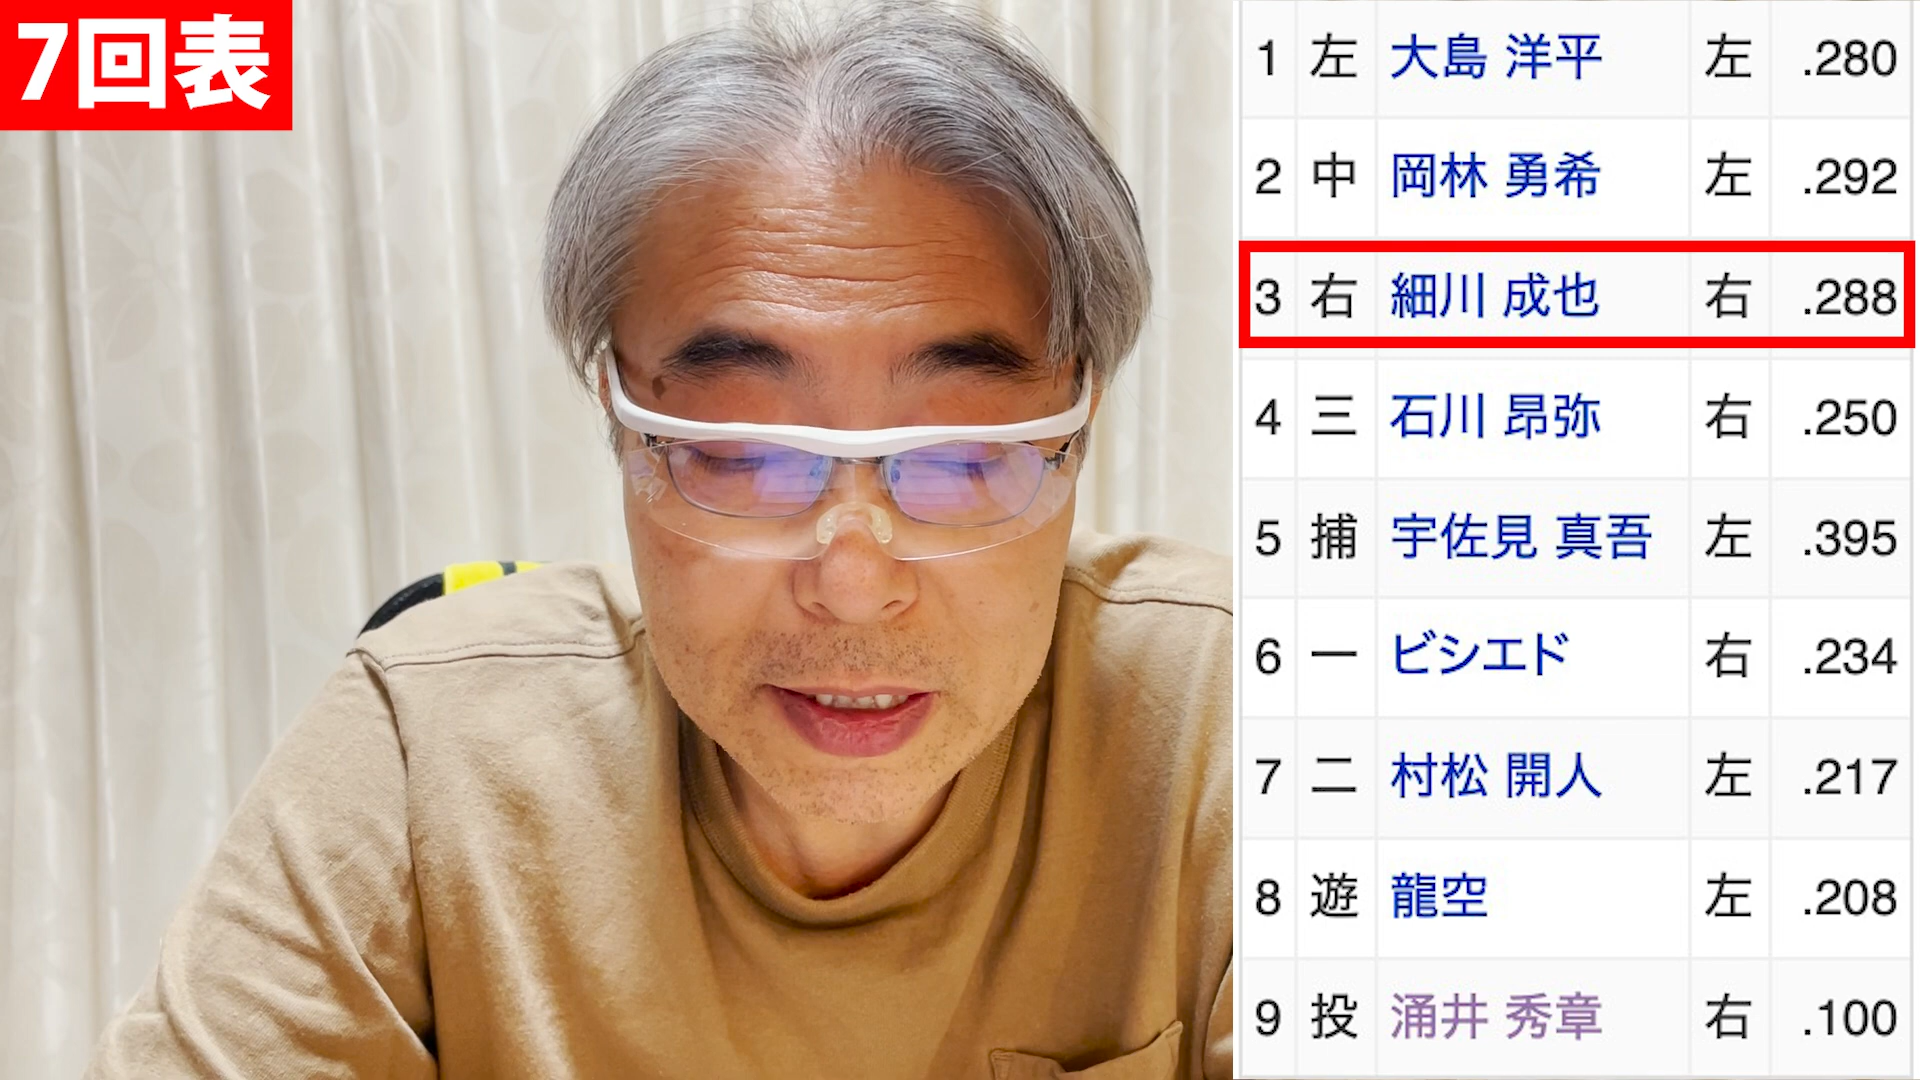 7回表
1 左 大島 洋平 左 .280
2 中 岡林 勇希 左 .292
3 右 細川 成也 右 .288
4 三 石川 昂弥 右 .250
5 捕 宇佐見 真吾 左 .395
6 一 ビシエド 右 .234
7 二 村松 開人 左 .217
8 遊 龍空 左 .208
9 投 涌井 秀章 右 .100